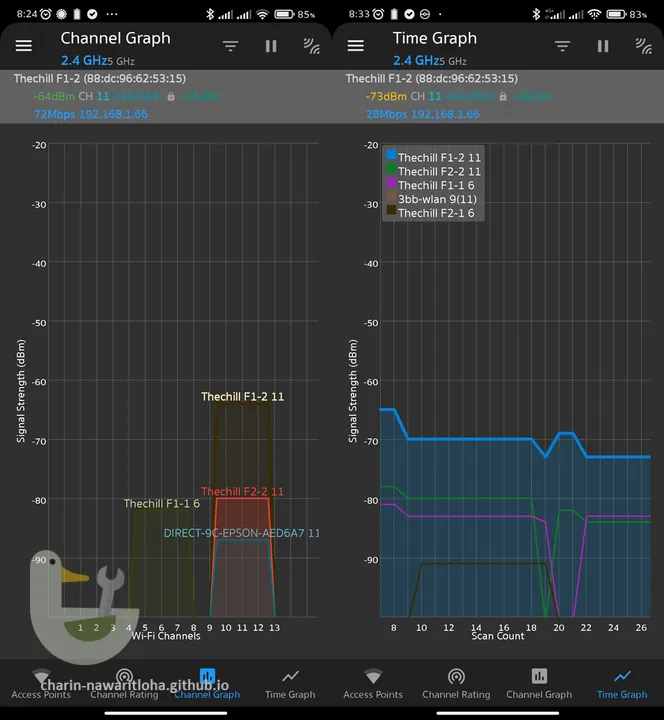 8:24
85%
Channel Graph
2.4 GHz 5 GHz
Thechill F1-2 (88:dc:96:62:53:15)
-64dBm CH 11
72Mbps 192.168.1.66
-20
-30
-40
-50
-60
-70
-80
-90
Signal Strength (dBm)
Thechill F1-2 11
Thechill F2-2 11
Thechill F1-1 6
DIRECT-9C-EPSON-AED6A7 11
1 2 3 4 5 6 7 8 9 10 11 12 13
Wi-Fi Channels
Access Points
Channel Rating
Channel Graph
Time Graph
charin-nawaritloha.github.io
8:33
83%
Time Graph
2.4 GHz 5 GHz
Thechill F1-2 (88:dc:96:62:53:15)
-73dBm CH 11
28Mbps 192.168.1.66
Thechill F1-2 11
Thechill F2-2 11
Thechill F1-1 6
3bb-wlan 9(11)
Thechill F2-1 6
-20
-30
-40
-50
-60
-70
-80
-90
Signal Strength (dBm)
8 10 12 14 16 18 20 22 24 26
Scan Count
Access Points
Channel Rating
Channel Graph
Time Graph